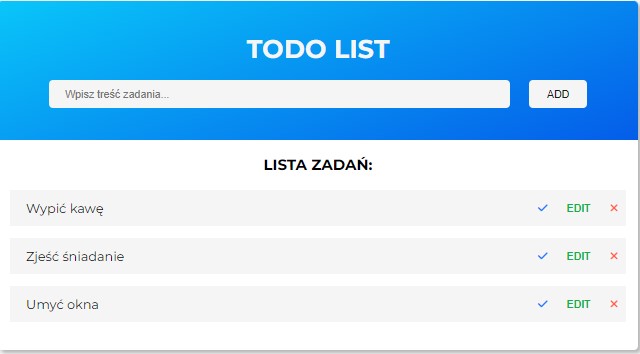 TODO LIST
Wpisz treść zadania...
ADD
LISTA ZADAŃ:
Wypić kawę
EDIT
Zjeść śniadanie
EDIT
Umyć okna
EDIT